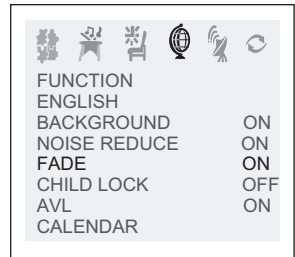 FUNCTION
ENGLISH
BACKGROUND ON
NOISE REDUCE ON
FADE ON
CHILD LOCK OFF
AVL ON
CALENDAR